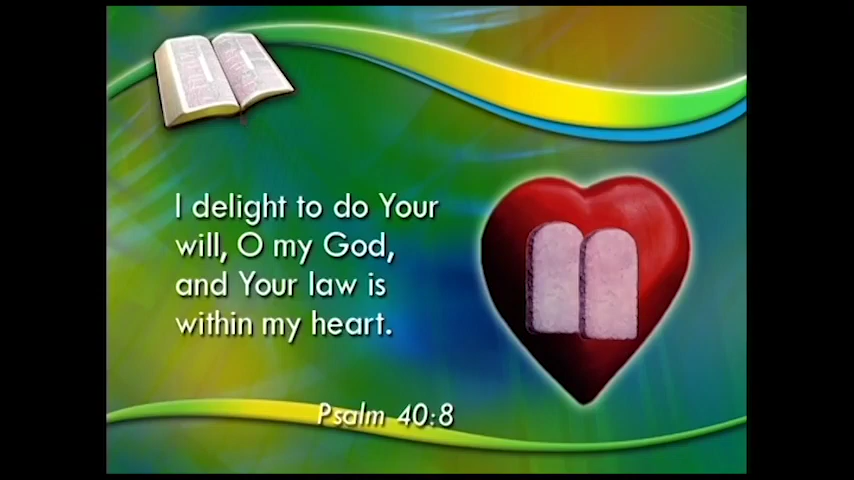 I delight to do Your
will, O my God,
and Your law is
within my heart.
Psalm 40:8